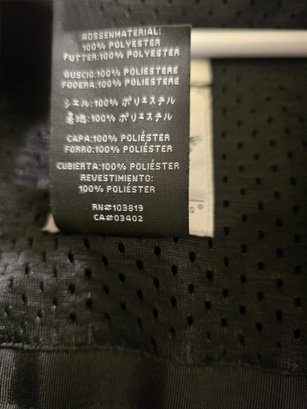 AUSSENMATERIAL:
100% POLYESTER
FUTTER:100% POLYESTER
GUSCIO:100% POLIESTERE
FODERA:100% POLIESTERE
シェル:100% ポリエステル
裏地:100% ポリエステル
CAPA:100% POLIÉSTER
FORRO:100% POLIÉSTER
CUBIERTA:100% POLIÉSTER
REVESTIMIENTO:
100% POLIÉSTER
RN#103819
CA#03402